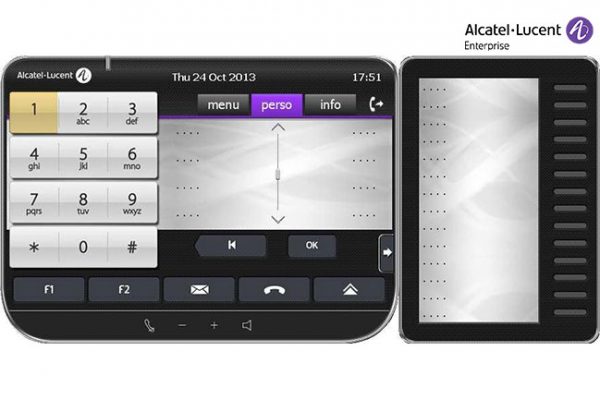 Alcatel·Lucent
Enterprise
Alcatel·Lucent
Thu 24 Oct 2013
17:51
menu
perso
info
1
2
abc
3
def
4
ghi
5
jkl
6
mno
7
pqrs
8
tuv
9
wxyz
*
0
#
OK
F1
F2